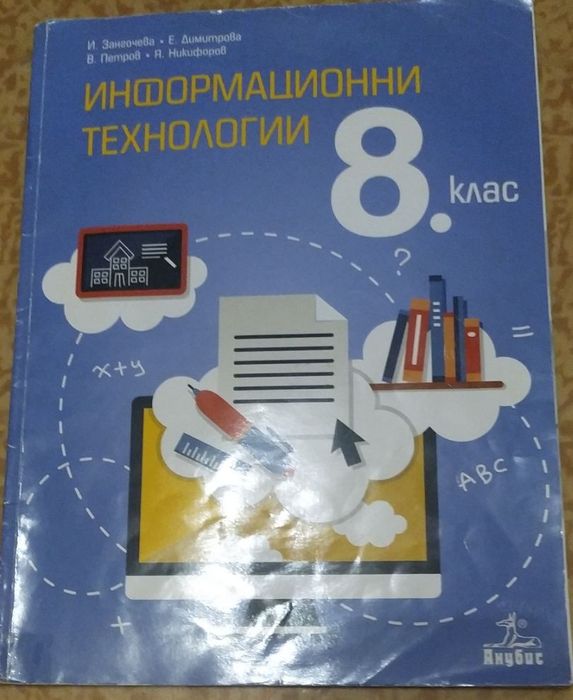 И. Зангочева • Е. Димитрова
В. Петров • Я. Никифоров
ИНФОРМАЦИОННИ
ТЕХНОЛОГИИ
8. клас
?
=
x+y
ABC
+
®
Анубис